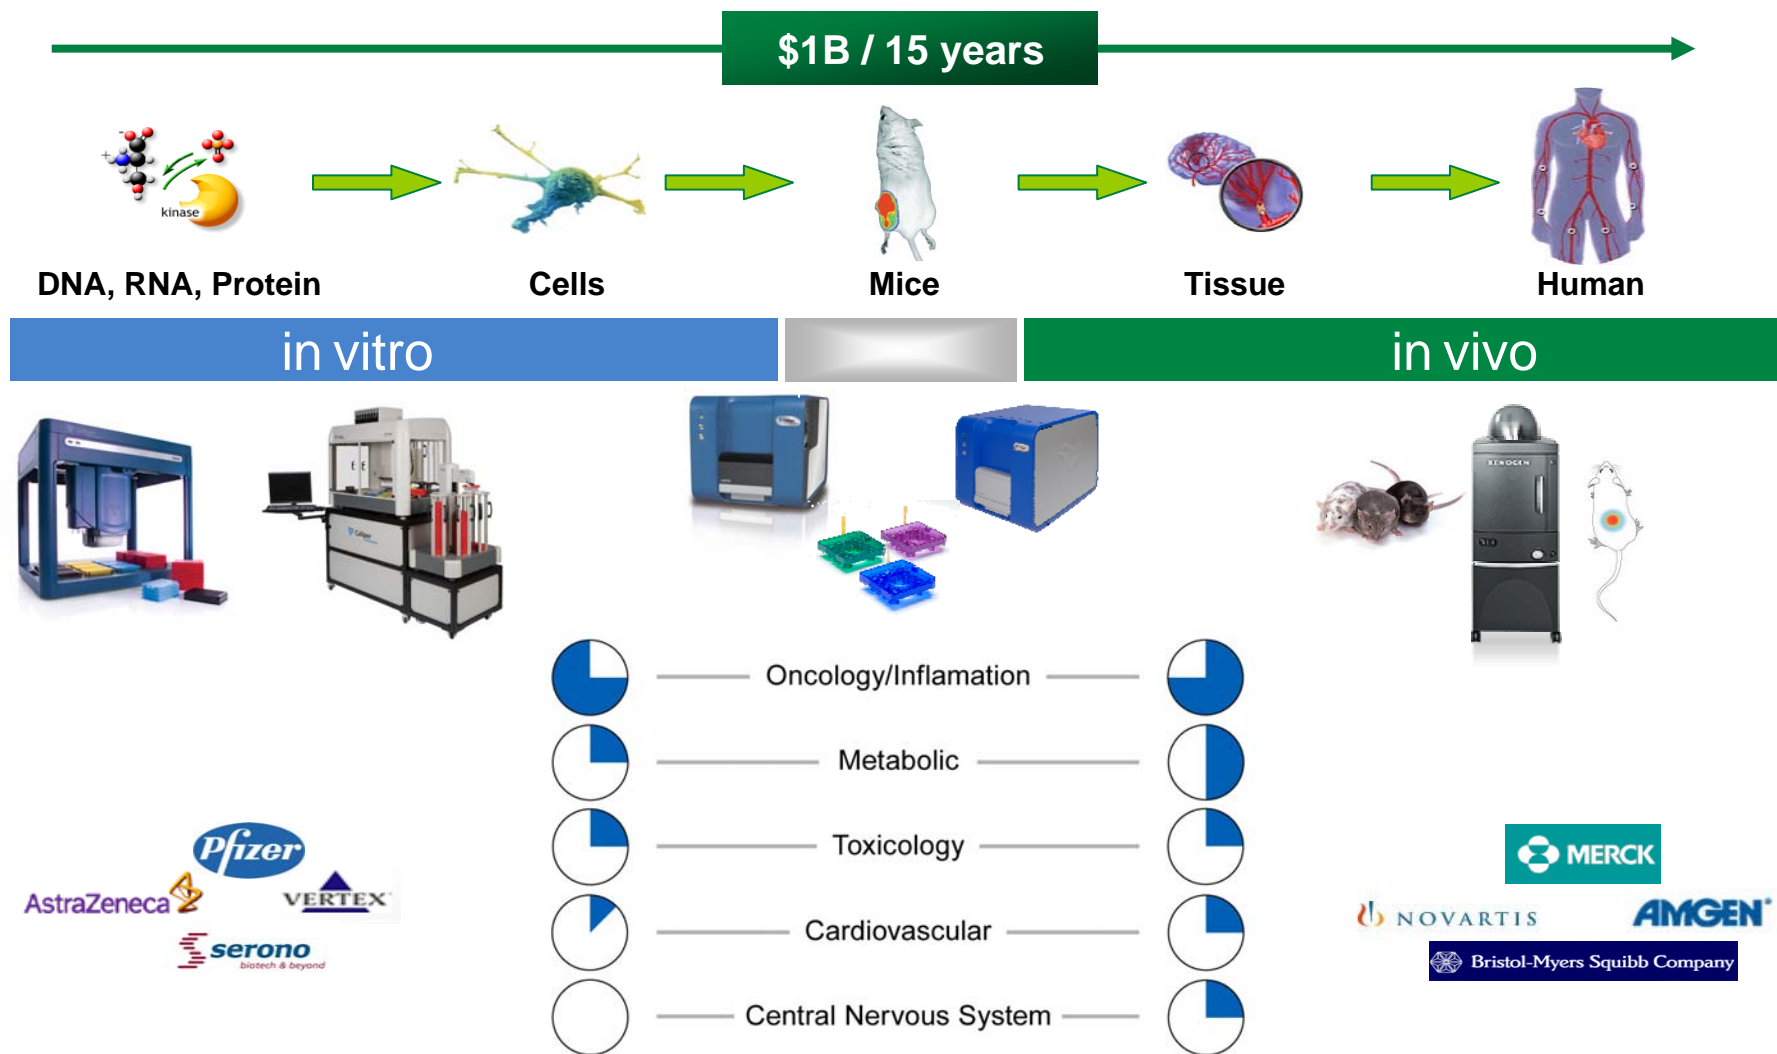 $1B / 15 years
kinase
DNA, RNA, Protein
Cells
Mice
Tissue
Human
in vitro
in vivo
Caliper
XENOGEN
Oncology/Inflamation
Metabolic
Toxicology
Cardiovascular
Central Nervous System
Pfizer
AstraZeneca
VERTEX
serono
biotech & beyond
MERCK
NOVARTIS
AMGEN®
Bristol-Myers Squibb Company